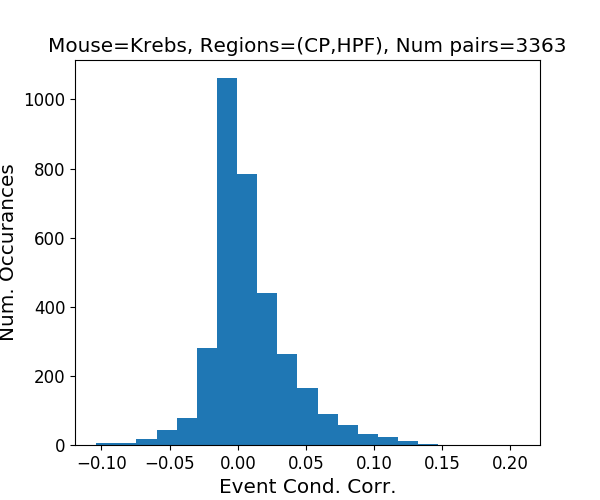 Mouse=Krebs, Regions=(CP,HPF), Num pairs=3363
1000
800
600
400
200
0
Num. Occurances
−0.10 −0.05 0.00 0.05 0.10 0.15 0.20
Event Cond. Corr.